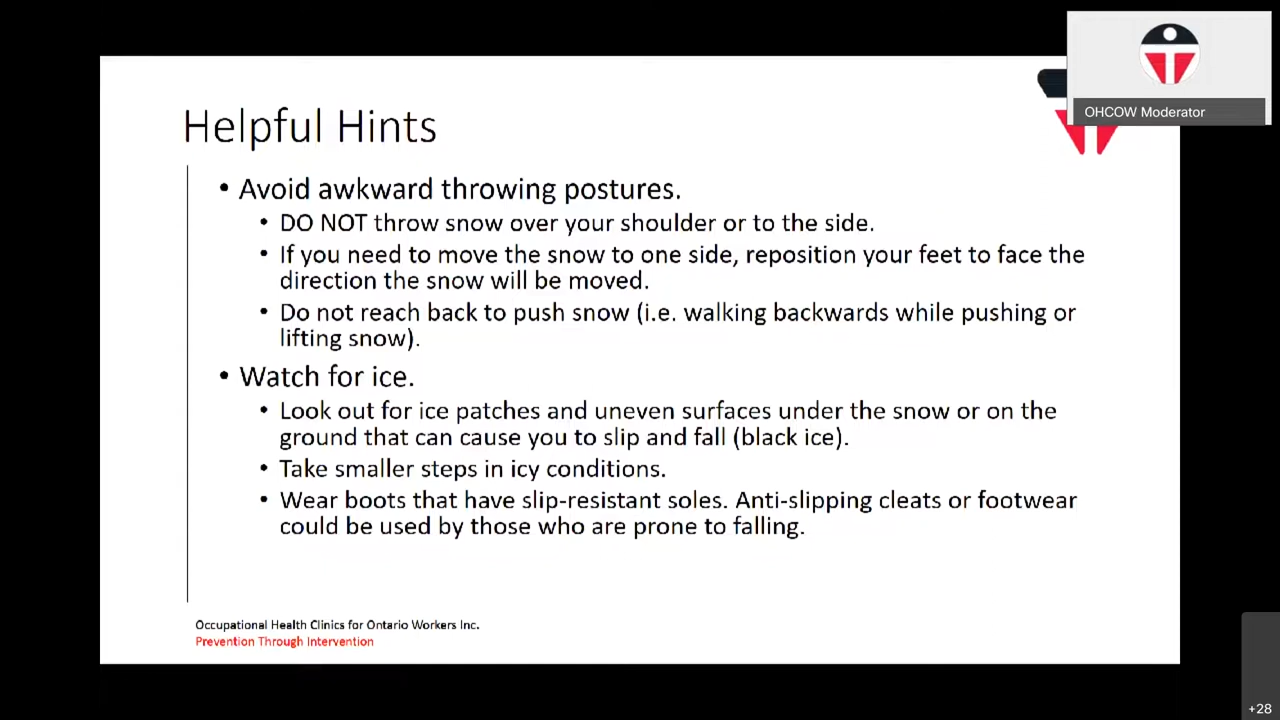 OHCOW Moderator
Helpful Hints
• Avoid awkward throwing postures.
• DO NOT throw snow over your shoulder or to the side.
• If you need to move the snow to one side, reposition your feet to face the
direction the snow will be moved.
• Do not reach back to push snow (i.e. walking backwards while pushing or
lifting snow).
• Watch for ice.
• Look out for ice patches and uneven surfaces under the snow or on the
ground that can cause you to slip and fall (black ice).
• Take smaller steps in icy conditions.
• Wear boots that have slip-resistant soles. Anti-slipping cleats or footwear
could be used by those who are prone to falling.
Occupational Health Clinics for Ontario Workers Inc.
Prevention Through Intervention
+28